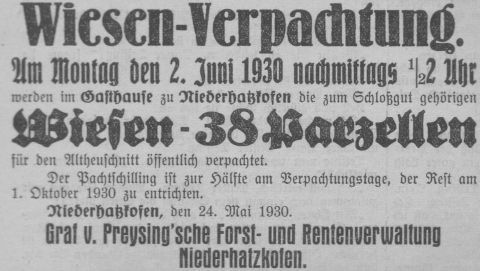 Wiesen-Verpachtung.
Am Montag den 2. Juni 1930 nachmittags ½2 Uhr
werden im Gasthause zu Niederhatzkofen die zum Schloßgut gehörigen
Wiesen - 38 Parzellen
für den Altheuschnitt öffentlich verpachtet.
Der Pachtschilling ist zur Hälfte am Verpachtungstage, der Rest am
1. Oktober 1930 zu entrichten.
Niederhatzkofen, den 24. Mai 1930.
Graf v. Preysing'sche Forst- und Rentenverwaltung
Niederhatzkofen.